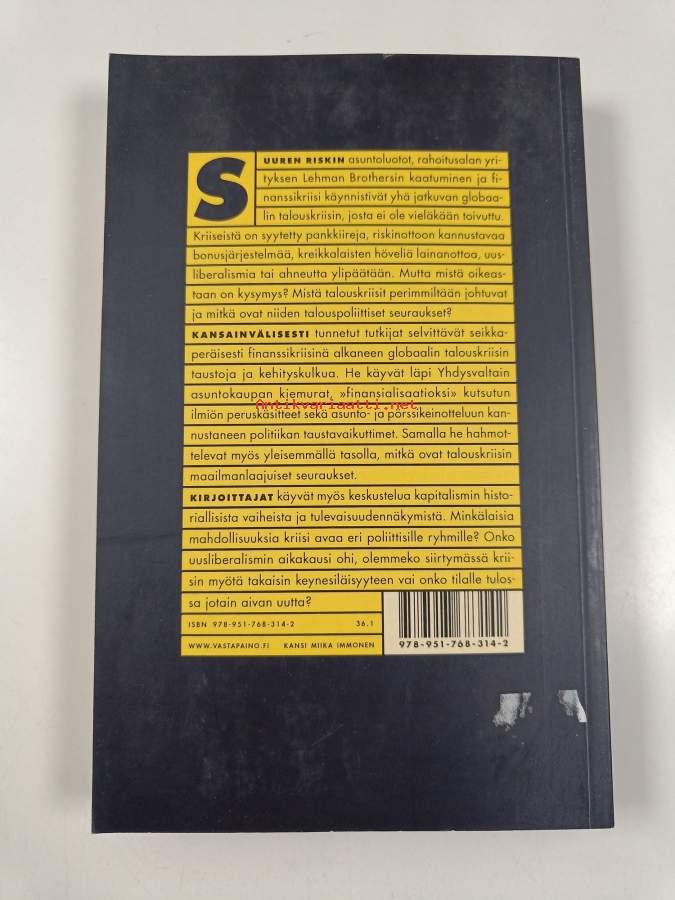 SUUREN RISKIN asuntoluotot, rahoitusalan yri-
tyksen Lehman Brothersin kaatuminen ja fi-
nanssikriisi käynnistivät yhä jatkuvan globaa-
lin talouskriisin, josta ei ole vieläkään toivuttu.
Kriiseistä on syytetty pankkiireja, riskinottoon kannustavaa
bonusjärjestelmää, kreikkalaisten höveliä lainanottoa, uus-
liberalismia tai ahneutta ylipäätään. Mutta mistä oikeas-
taan on kysymys? Mistä talouskriisit perimmiltään johtuvat
ja mitkä ovat niiden talouspoliittiset seuraukset?
KANSAINVÄLISESTI tunnetut tutkijat selvittävät seikka-
peräisesti finanssikriisinä alkaneen globaalin talouskriisin
taustoja ja kehityskulkua. He käyvät läpi Yhdysvaltain
asuntokaupan kiemurat, »finansialisaatioksi» kutsutun
Antikvariaatti.net
ilmiön peruskäsitteet sekä asunto- ja pörssikeinotteluun kan-
nustaneen politiikan taustavaikuttimet. Samalla he hahmot-
televat myös yleisemmällä tasolla, mitkä ovat talouskriisin
maailmanlaajuiset seuraukset.
KIRJOITTAJAT käyvät myös keskustelua kapitalismin histo-
riallisista vaiheista ja tulevaisuudennäkymistä. Minkälaisia
mahdollisuuksia kriisi avaa eri poliittisille ryhmille? Onko
uusliberalismin aikakausi ohi, olemmeko siirtymässä krii-
sin myötä takaisin keynesiläisyyteen vai onko tilalle tulos-
sa jotain aivan uutta?
ISBN 978-951-768-314-2 36.1
WWW.VASTAPAINO.FI KANSI MIIKA IMMONEN
978-951-768-314-2